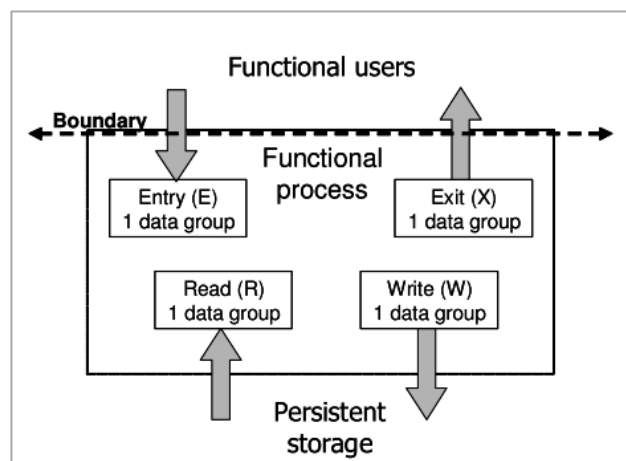 Functional users
Boundary
Functional
process
Entry (E)
1 data group
Exit (X)
1 data group
Read (R)
1 data group
Write (W)
1 data group
Persistent
storage